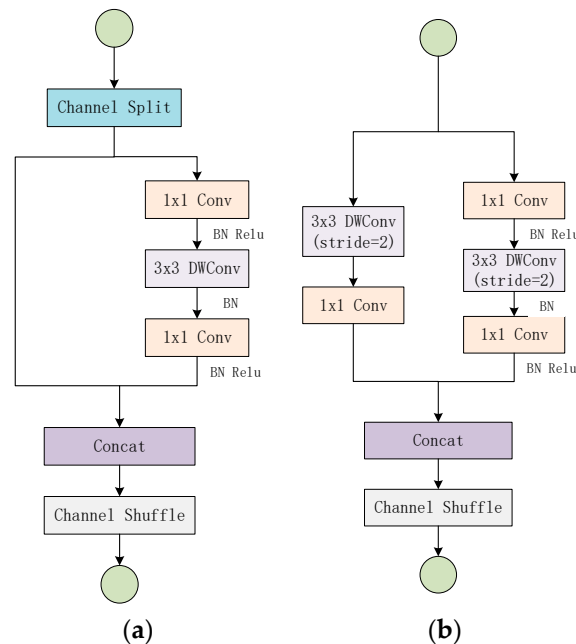 Channel Split
1x1 Conv
BN Relu
3x3 DWConv
BN
1x1 Conv
BN Relu
Concat
Channel Shuffle
(a)
3x3 DWConv
(stride=2)
1x1 Conv
1x1 Conv
BN Relu
3x3 DWConv
(stride=2)
BN
1x1 Conv
BN Relu
Concat
Channel Shuffle
(b)